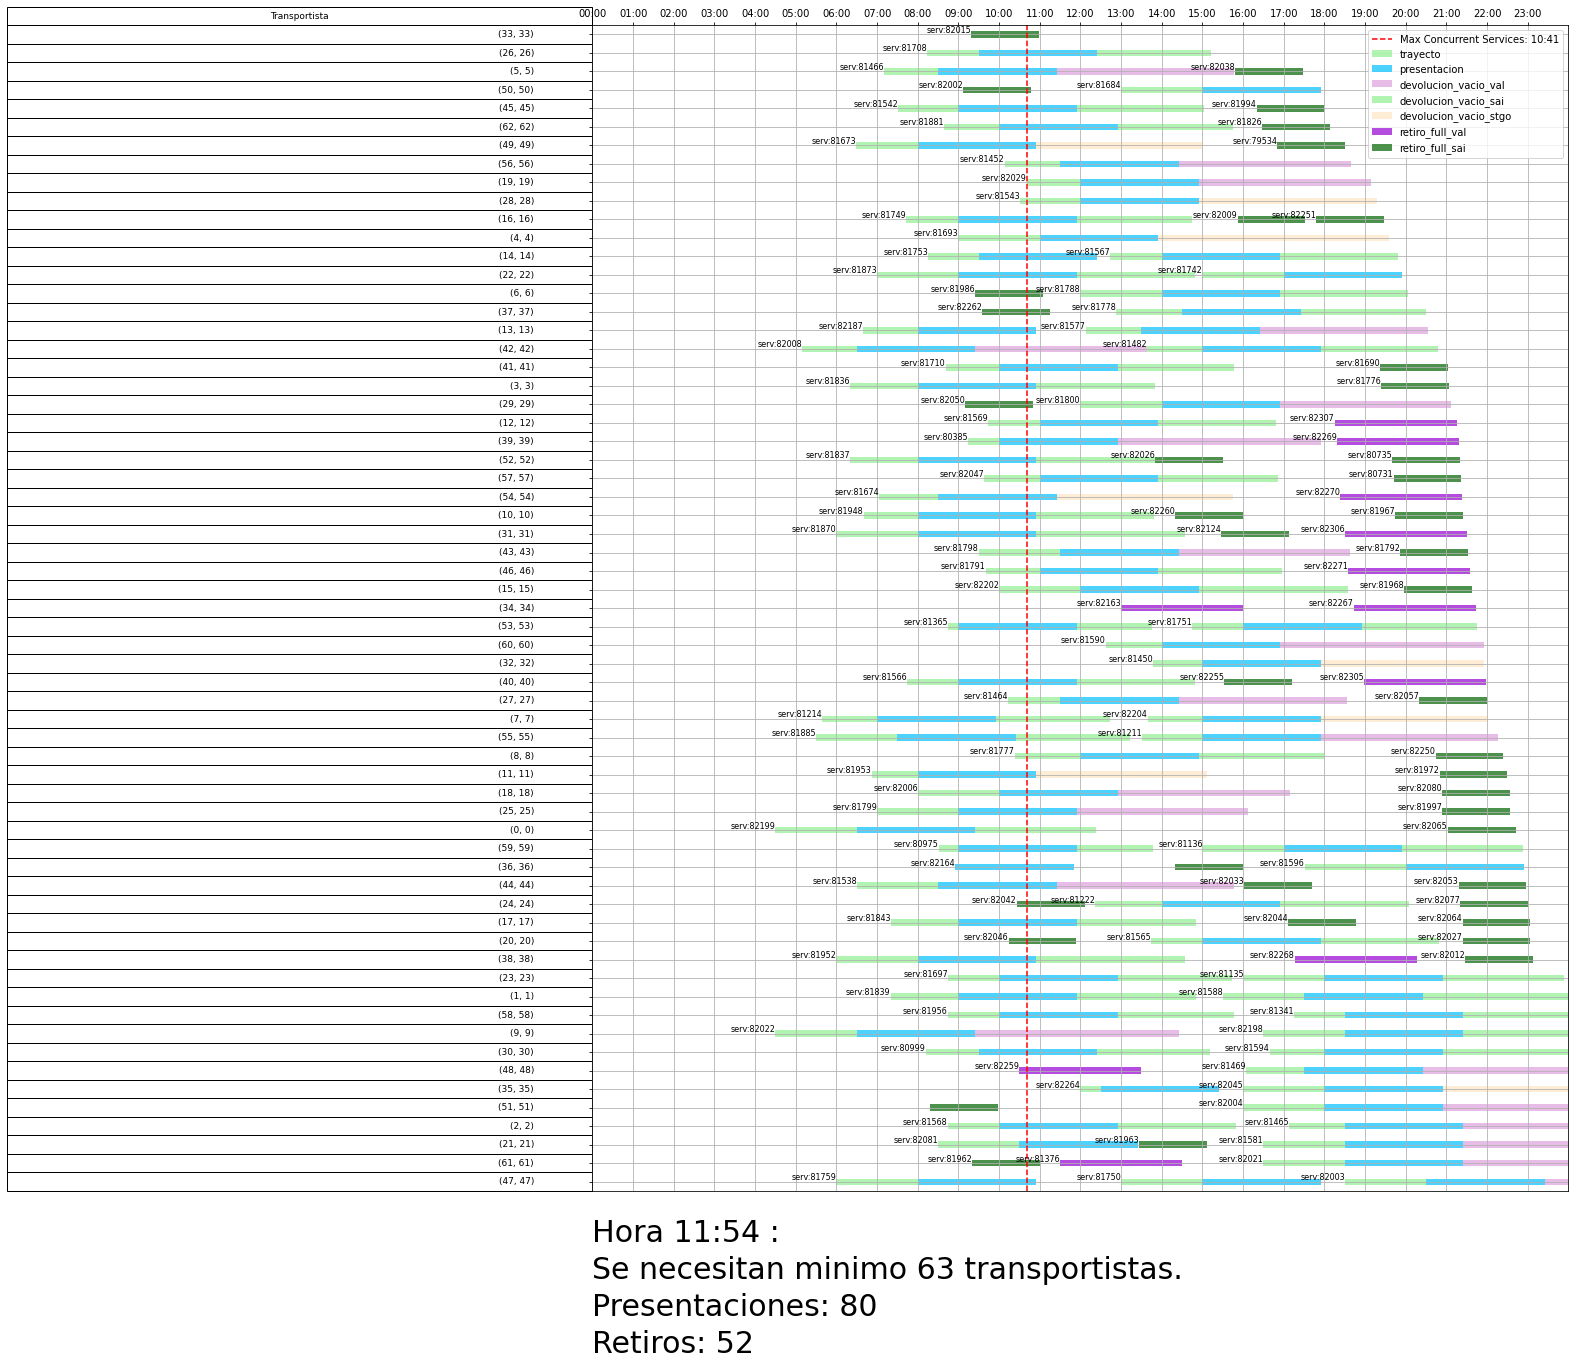 Transportista
00:00 01:00 02:00 03:00 04:00 05:00 06:00 07:00 08:00 09:00 10:00 11:00 12:00 13:00 14:00 15:00 16:00 17:00 18:00 19:00 20:00 21:00 22:00 23:00
Max Concurrent Services: 10:41
trayecto
presentacion
devolucion_vacio_val
devolucion_vacio_sai
devolucion_vacio_stgo
retiro_full_val
retiro_full_sai
(33, 33) serv:82015
(26, 26) serv:81708
(5, 5) serv:81466 serv:82038
(50, 50) serv:82002 serv:81684
(45, 45) serv:81542 serv:81994
(62, 62) serv:81881 serv:81826
(49, 49) serv:81673 serv:79534
(56, 56) serv:81452
(19, 19) serv:82029
(28, 28) serv:81543
(16, 16) serv:81749 serv:82009 serv:82251
(4, 4) serv:81693
(14, 14) serv:81753 serv:81567
(22, 22) serv:81873 serv:81742
(6, 6) serv:81986 serv:81788
(37, 37) serv:82262 serv:81778
(13, 13) serv:82187 serv:81577
(42, 42) serv:82008 serv:81482
(41, 41) serv:81710 serv:81690
(3, 3) serv:81836 serv:81776
(29, 29) serv:82050 serv:81800
(12, 12) serv:81569 serv:82307
(39, 39) serv:80385 serv:82269
(52, 52) serv:81837 serv:82026 serv:80735
(57, 57) serv:82047 serv:80731
(54, 54) serv:81674 serv:82270
(10, 10) serv:81948 serv:82260 serv:81967
(31, 31) serv:81870 serv:82124 serv:82306
(43, 43) serv:81798 serv:81792
(46, 46) serv:81791 serv:82271
(15, 15) serv:82202 serv:81968
(34, 34) serv:82163 serv:82267
(53, 53) serv:81365 serv:81751
(60, 60) serv:81590
(32, 32) serv:81450
(40, 40) serv:81566 serv:82255 serv:82305
(27, 27) serv:81464 serv:82057
(7, 7) serv:81214 serv:82204
(55, 55) serv:81885 serv:81211
(8, 8) serv:81777 serv:82250
(11, 11) serv:81953 serv:81972
(18, 18) serv:82006 serv:82080
(25, 25) serv:81799 serv:81997
(0, 0) serv:82199 serv:82065
(59, 59) serv:80975 serv:81136
(36, 36) serv:82164 serv:81596
(44, 44) serv:81538 serv:82033 serv:82053
(24, 24) serv:82042 serv:81222 serv:82077
(17, 17) serv:81843 serv:82044 serv:82064
(20, 20) serv:82046 serv:81565 serv:82027
(38, 38) serv:81952 serv:82268 serv:82012
(23, 23) serv:81697 serv:81135
(1, 1) serv:81839 serv:81588
(58, 58) serv:81956 serv:81341
(9, 9) serv:82022 serv:82198
(30, 30) serv:80999 serv:81594
(48, 48) serv:82259 serv:81469
(35, 35) serv:82264 serv:82045
(51, 51) serv:82004
(2, 2) serv:81568 serv:81465
(21, 21) serv:82081 serv:81963 serv:81581
(61, 61) serv:81962 serv:81376 serv:82021
(47, 47) serv:81759 serv:81750 serv:82003
Hora 11:54 :
Se necesitan minimo 63 transportistas.
Presentaciones: 80
Retiros: 52